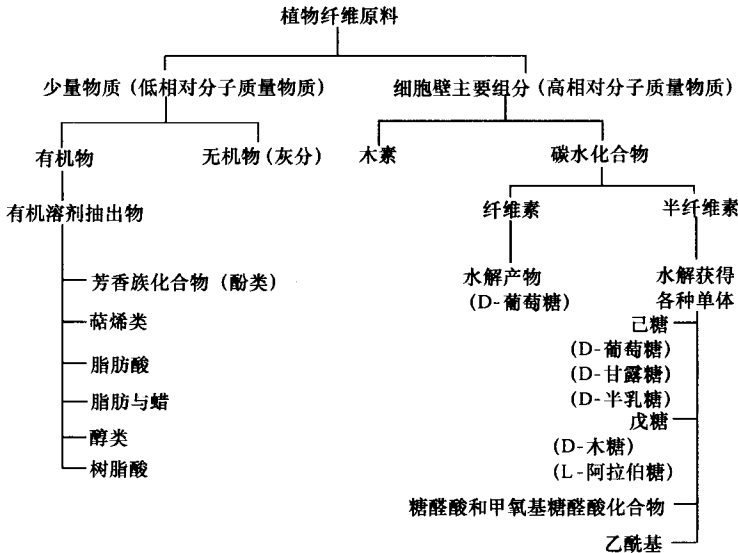 植物纤维原料
少量物质(低相对分子质量物质)
细胞壁主要组分(高相对分子质量物质)
有机物
无机物(灰分)
木素
碳水化合物
有机溶剂抽出物
纤维素
半纤维素
芳香族化合物(酚类)
萜烯类
脂肪酸
脂肪与蜡
醇类
树脂酸
水解产物
(D-葡萄糖)
水解获得
各种单体
己糖
(D-葡萄糖)
(D-甘露糖)
(D-半乳糖)
戊糖
(D-木糖)
(L-阿拉伯糖)
糖醛酸和甲氧基糖醛酸化合物
乙酰基